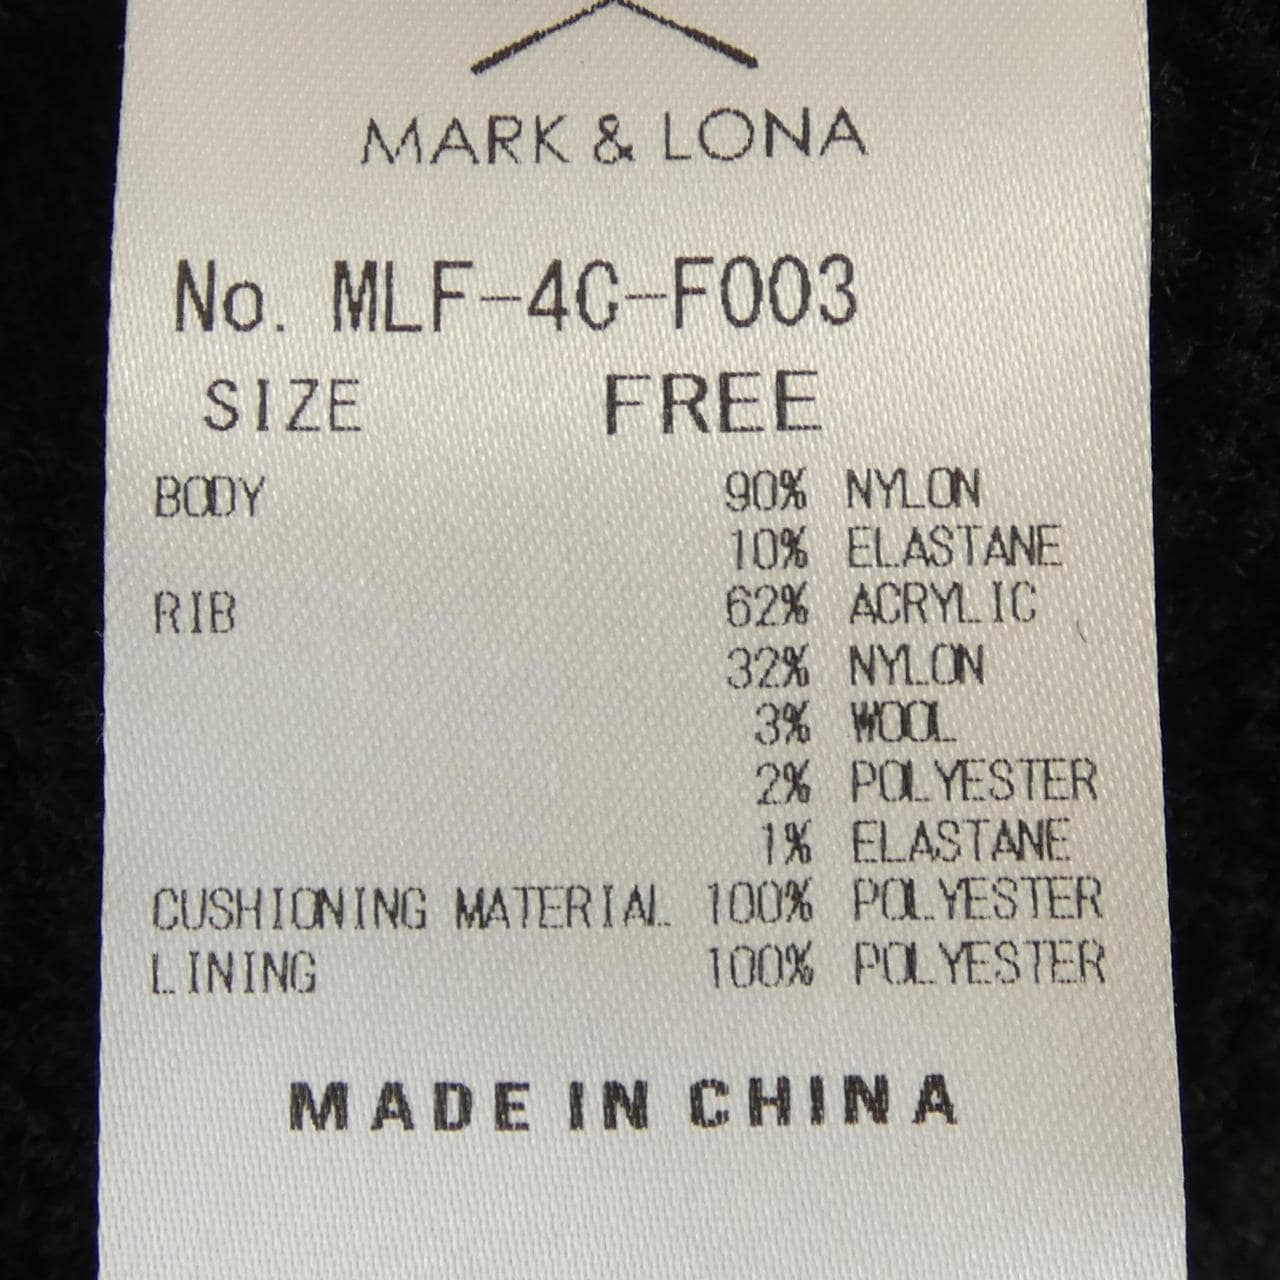 MARK & LONA
No. MLF-4C-F003
SIZE FREE
BODY 90% NYLON
10% ELASTANE
RIB 62% ACRYLIC
32% NYLON
3% WOOL
2% POLYESTER
1% ELASTANE
CUSHIONING MATERIAL 100% POLYESTER
LINING 100% POLYESTER
MADE IN CHINA